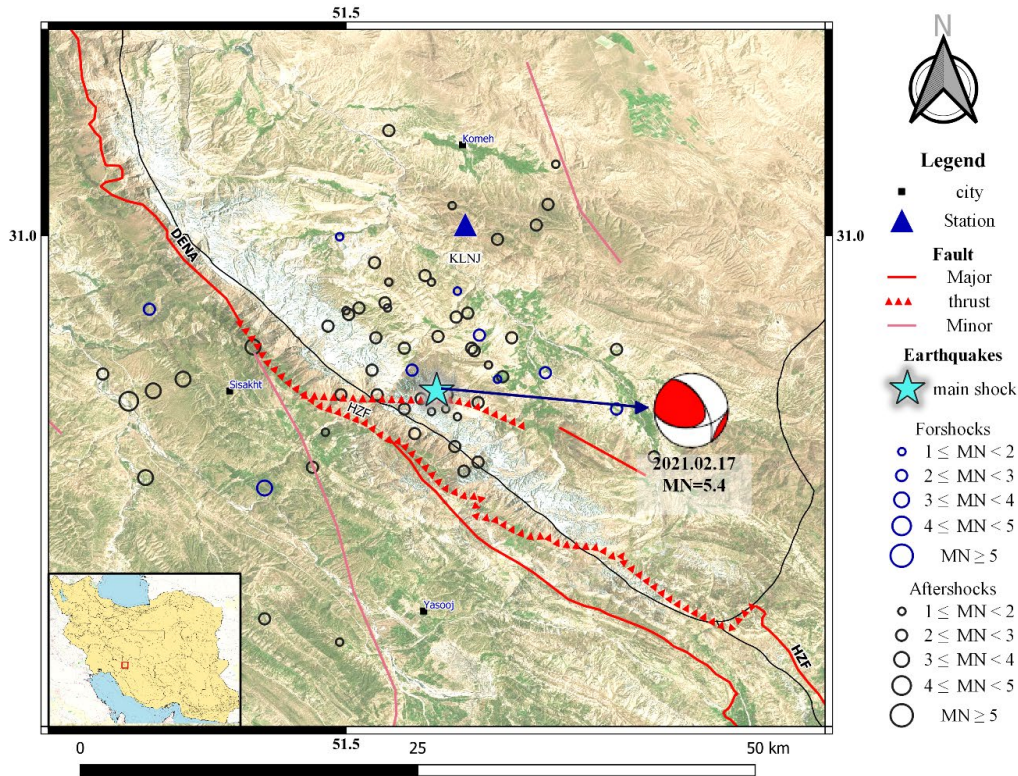 51.5
N
Legend
city
Station
Fault
Major
thrust
Minor
Earthquakes
main shock
Forshocks
1 ≤ MN < 2
2 ≤ MN < 3
3 ≤ MN < 4
4 ≤ MN < 5
MN ≥ 5
Aftershocks
1 ≤ MN < 2
2 ≤ MN < 3
3 ≤ MN < 4
4 ≤ MN < 5
MN ≥ 5
Komeh
31.0
31.0
DENA
KLNJ
Sisakht
HZF
2021.02.17
MN=5.4
Yasooj
HZF
51.5
0
25
50 km